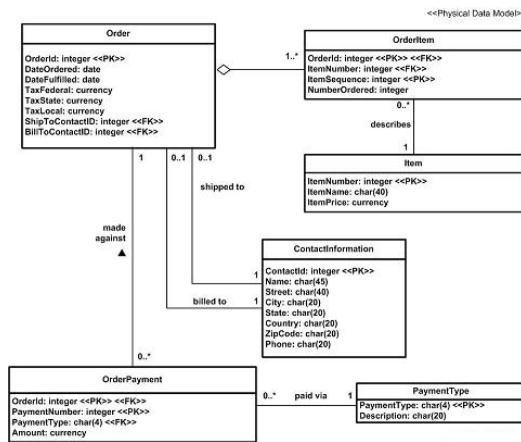 <<Physical Data Model>>
Order
OrderId: integer <<PK>>
DateOrdered: date
DateFulfilled: date
TaxFederal: currency
TaxState: currency
TaxLocal: currency
ShipToContactID: integer <<FK>>
BillToContactID: integer <<FK>>
1..*
OrderItem
OrderId: integer <<PK>> <<FK>>
ItemNumber: integer <<FK>>
ItemSequence: integer <<PK>>
NumberOrdered: integer
0..*
describes
1
Item
ItemNumber: integer <<PK>>
ItemName: char(40)
ItemPrice: currency
1
0..1
0..1
shipped to
made
against
ContactInformation
ContactId: integer <<PK>>
Name: char(45)
Street: char(40)
City: char(20)
State: char(20)
Country: char(20)
ZipCode: char(20)
Phone: char(20)
1
billed to
1
0..*
OrderPayment
OrderId: integer <<PK>> <<FK>>
PaymentNumber: integer <<PK>>
PaymentType: char(4) <<FK>>
Amount: currency
0..*
paid via
1
PaymentType
PaymentType: char(4) <<PK>>
Description: char(20)